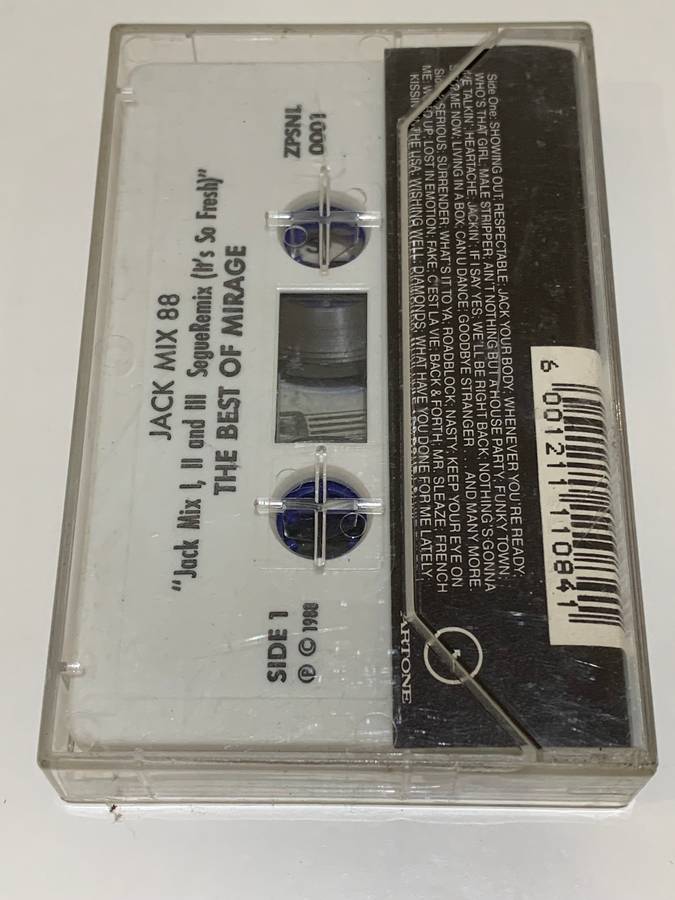 JACK MIX 88
"Jack Mix I, II and III SegueRemix (It's So Fresh)"
THE BEST OF MIRAGE
ZPSNL
0001
SIDE 1
Ⓟ © 1988
Side One: SHOWING OUT; RESPECTABLE; JACK YOUR BODY; WHENEVER YOU'RE READY;
WHO'S THAT GIRL; MALE STRIPPER; AIN'T NOTHING BUT A HOUSE PARTY; FUNKY TOWN;
TALKIN'; HEARTACHE; JACKIN'; IF I SAY YES; WE'LL BE RIGHT BACK; NOTHING'S GONNA
ME NOW; LIVING IN A BOX; CAN U DANCE; GOODBYE STRANGER . . . AND MANY MORE.
SERIOUS; SURRENDER; WHAT'S IT TO YA; ROADBLOCK; NASTY; KEEP YOUR EYE ON
ME; UP; LOST IN EMOTION; FAKE; C'EST LA VIE; BACK & FORTH; MR. SLEAZE; FRENCH
KISSING THE USA; WISHING WELL; DIAMONDS; WHAT HAVE YOU DONE FOR ME LATELY;
6 001211 110841
ARTONE